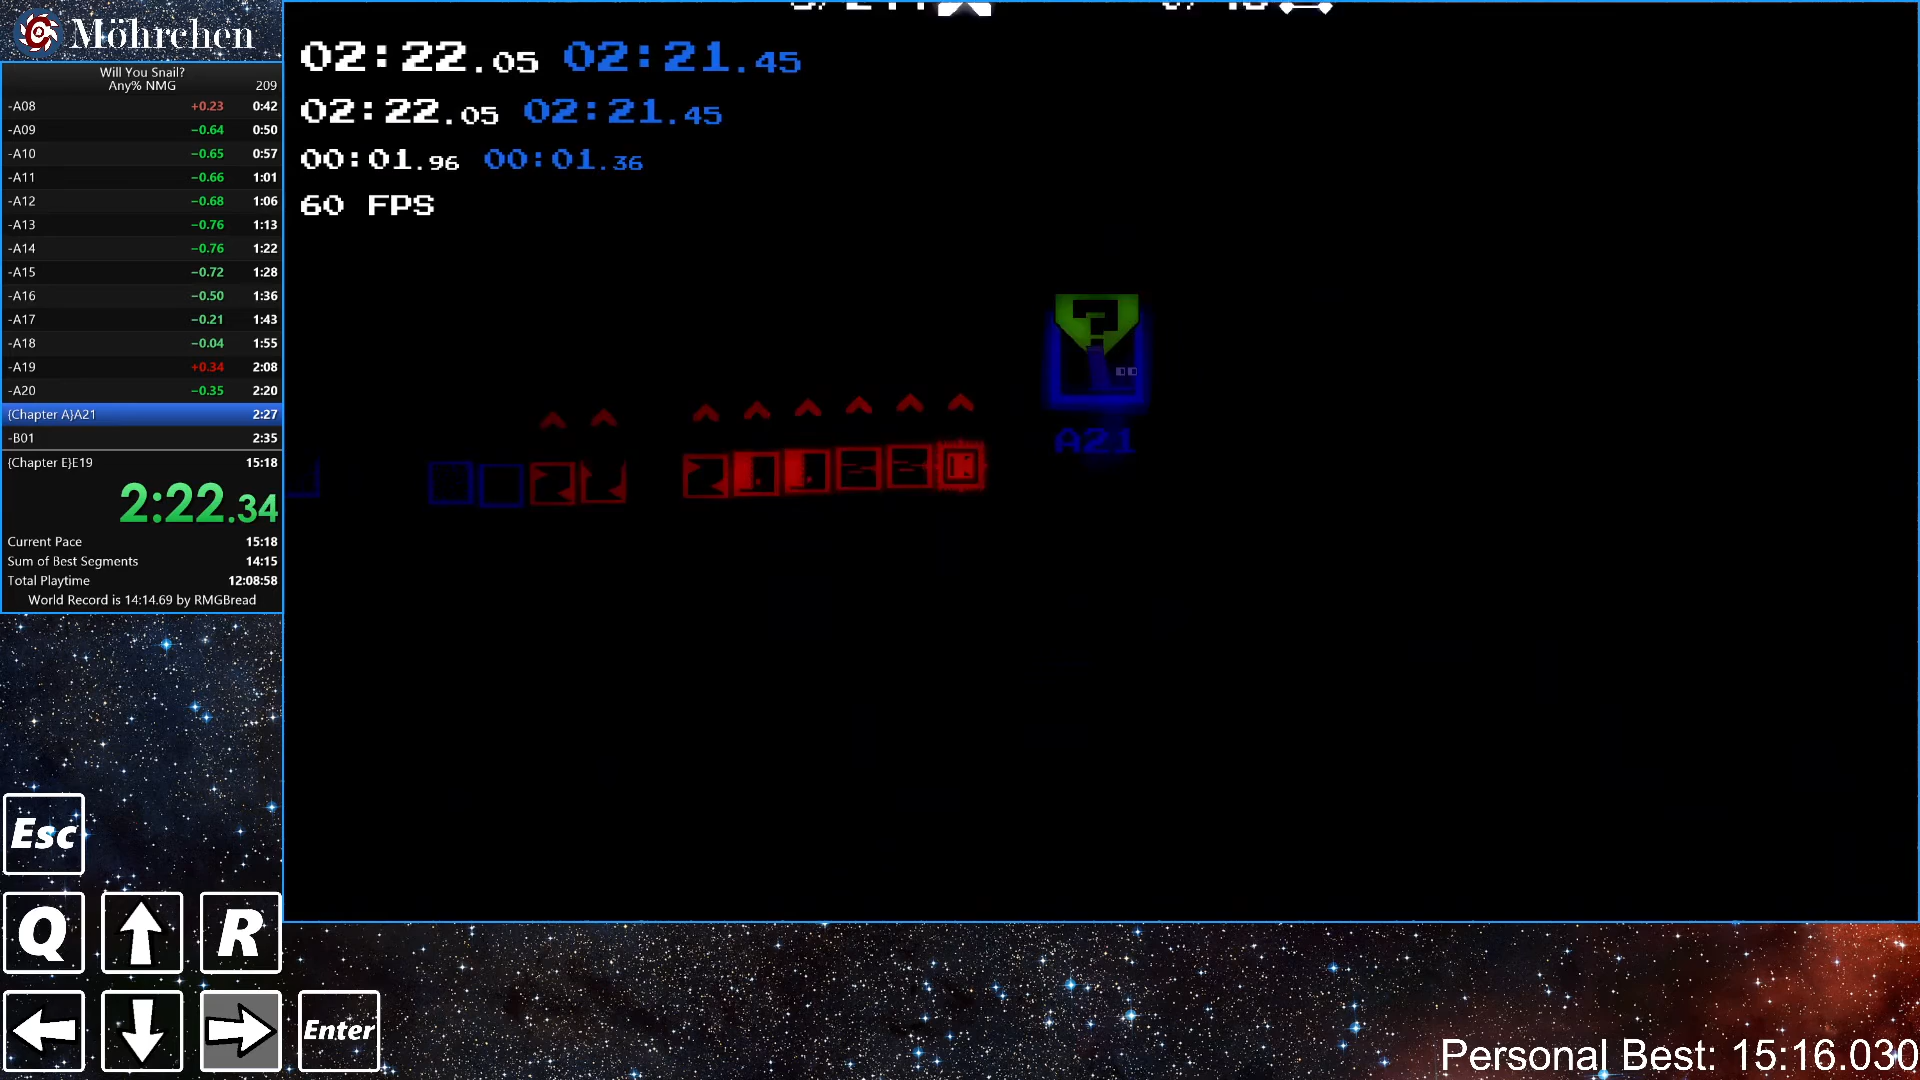 Möhrchen
Will You Snail?
Any% NMG 209
-A08 +0.23 0:42
-A09 −0.64 0:50
-A10 −0.65 0:57
-A11 −0.66 1:01
-A12 −0.68 1:06
-A13 −0.76 1:13
-A14 −0.76 1:22
-A15 −0.72 1:28
-A16 −0.50 1:36
-A17 −0.21 1:43
-A18 −0.04 1:55
-A19 +0.34 2:08
-A20 −0.35 2:20
{Chapter A}A21 2:27
-B01 2:35
{Chapter E}E19 15:18
2:22.34
Current Pace 15:18
Sum of Best Segments 14:15
Total Playtime 12:08:58
World Record is 14:14.69 by RMGBread
02:22.05 02:21.45
02:22.05 02:21.45
00:01.96 00:01.36
60 FPS
A21
Esc
Q R
Enter
Personal Best: 15:16.030